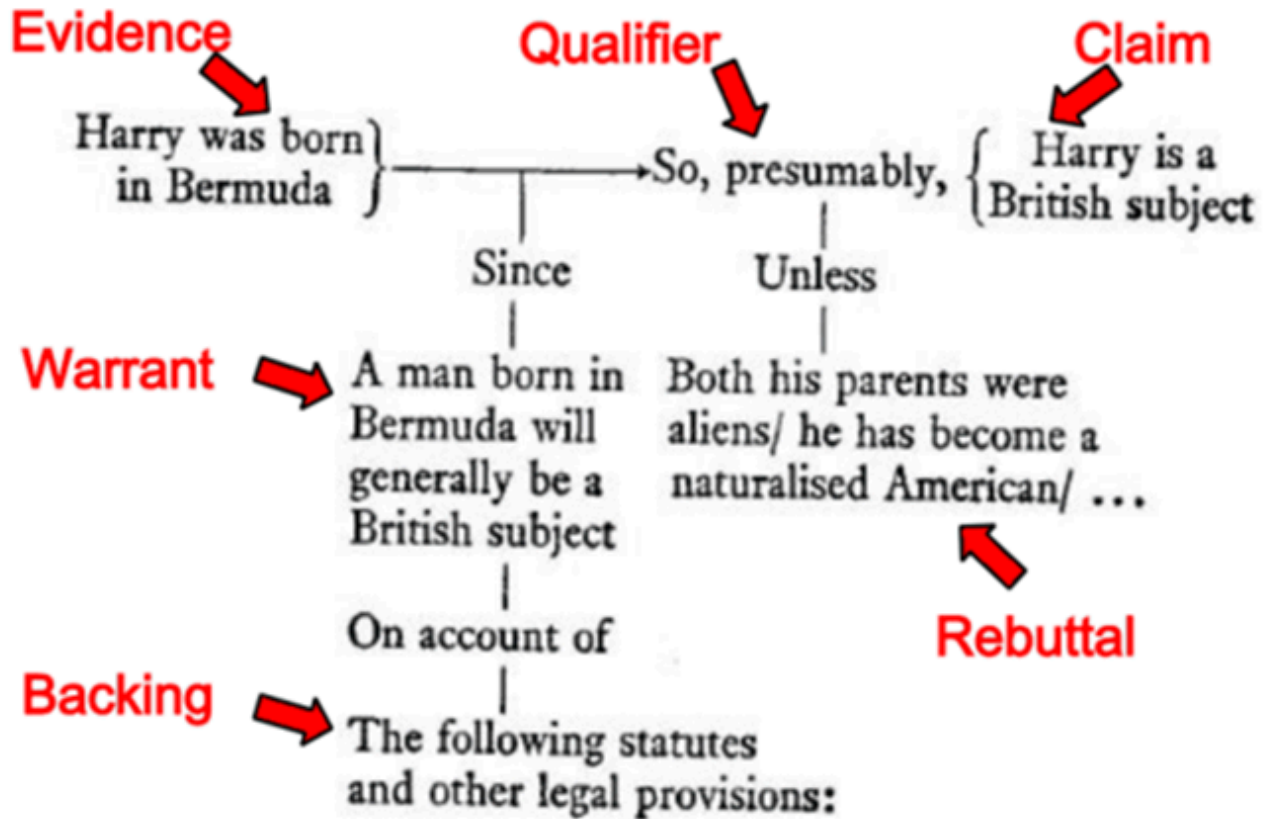 Evidence
Qualifier
Claim
Harry was born
in Bermuda
So, presumably,
Harry is a
British subject
Since
Unless
Warrant
A man born in
Bermuda will
generally be a
British subject
Both his parents were
aliens/ he has become a
naturalised American/ ...
Rebuttal
On account of
Backing
The following statutes
and other legal provisions: